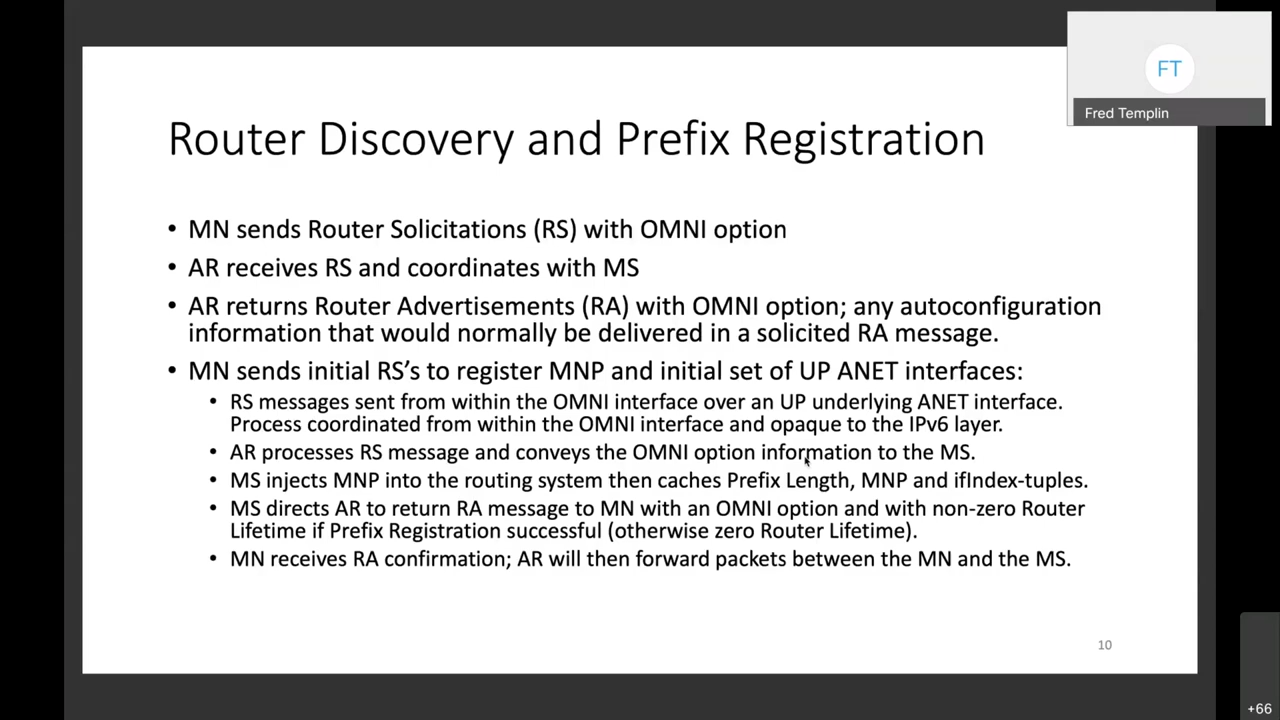 FT
Fred Templin
Router Discovery and Prefix Registration
• MN sends Router Solicitations (RS) with OMNI option
• AR receives RS and coordinates with MS
• AR returns Router Advertisements (RA) with OMNI option; any autoconfiguration
information that would normally be delivered in a solicited RA message.
• MN sends initial RS’s to register MNP and initial set of UP ANET interfaces:
• RS messages sent from within the OMNI interface over an UP underlying ANET interface.
Process coordinated from within the OMNI interface and opaque to the IPv6 layer.
• AR processes RS message and conveys the OMNI option information to the MS.
• MS injects MNP into the routing system then caches Prefix Length, MNP and ifIndex-tuples.
• MS directs AR to return RA message to MN with an OMNI option and with non-zero Router
Lifetime if Prefix Registration successful (otherwise zero Router Lifetime).
• MN receives RA confirmation; AR will then forward packets between the MN and the MS.
10
+66